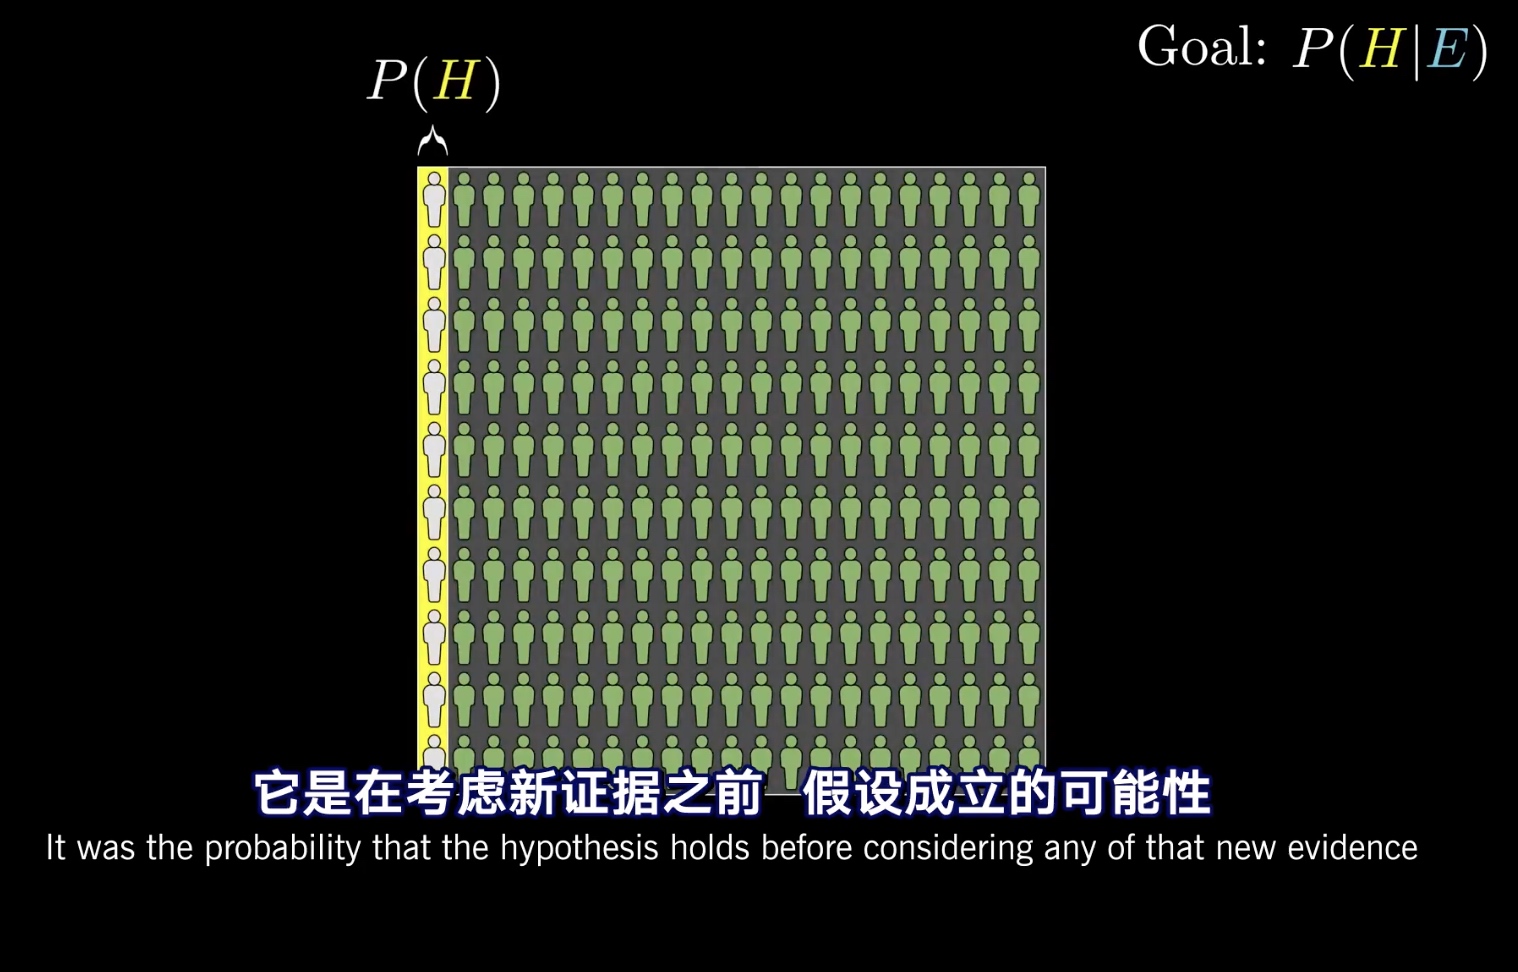 Goal: P(H|E)
P(H)
它是在考虑新证据之前 假设成立的可能性
It was the probability that the hypothesis holds before considering any of that new evidence